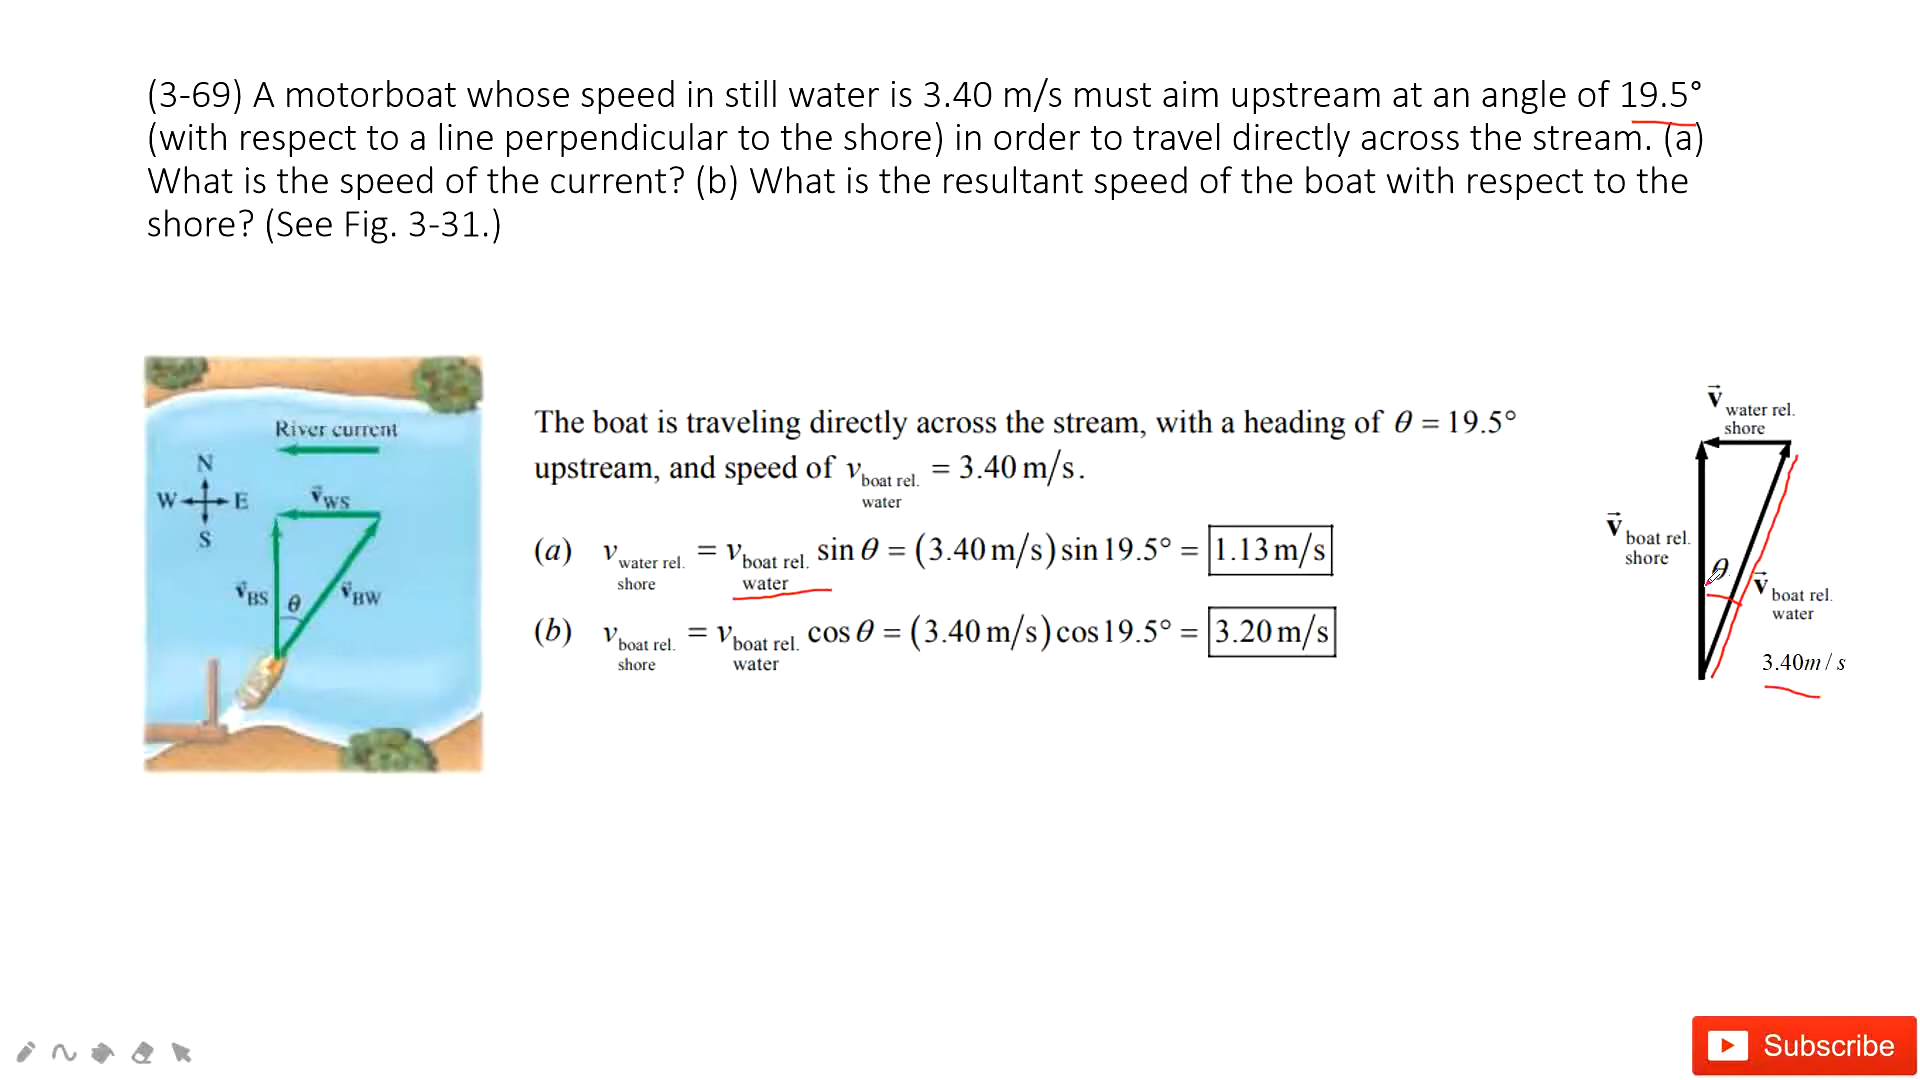 (3-69) A motorboat whose speed in still water is 3.40 m/s must aim upstream at an angle of 19.5°
(with respect to a line perpendicular to the shore) in order to travel directly across the stream. (a)
What is the speed of the current? (b) What is the resultant speed of the boat with respect to the
shore? (See Fig. 3-31.)
River current
N
W E
S
v⃗WS
v⃗BS θ v⃗BW
The boat is traveling directly across the stream, with a heading of θ = 19.5°
upstream, and speed of v boat rel. water = 3.40 m/s.
(a) v water rel. shore = v boat rel. water sin θ = (3.40 m/s) sin 19.5° = 1.13 m/s
(b) v boat rel. shore = v boat rel. water cos θ = (3.40 m/s) cos 19.5° = 3.20 m/s
v⃗ water rel. shore
v⃗ boat rel. shore
θ
v⃗ boat rel. water
3.40m / s
Subscribe